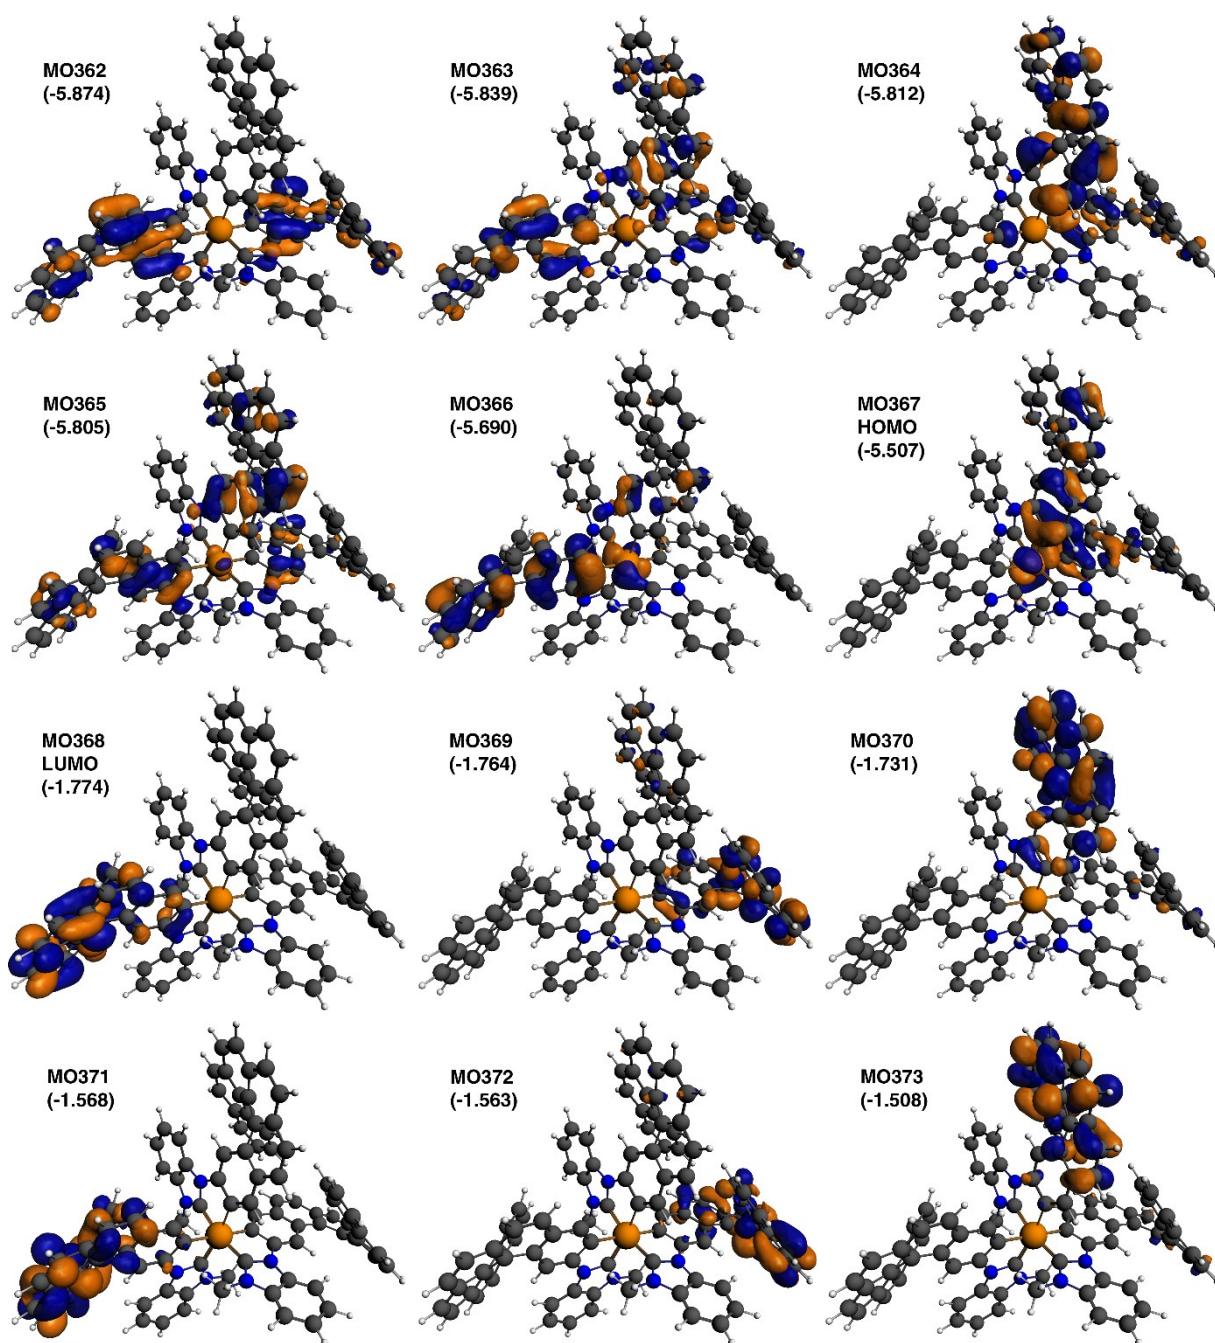 MO362
(-5.874)
MO363
(-5.839)
MO364
(-5.812)
MO365
(-5.805)
MO366
(-5.690)
MO367
HOMO
(-5.507)
MO368
LUMO
(-1.774)
MO369
(-1.764)
MO370
(-1.731)
MO371
(-1.568)
MO372
(-1.563)
MO373
(-1.508)